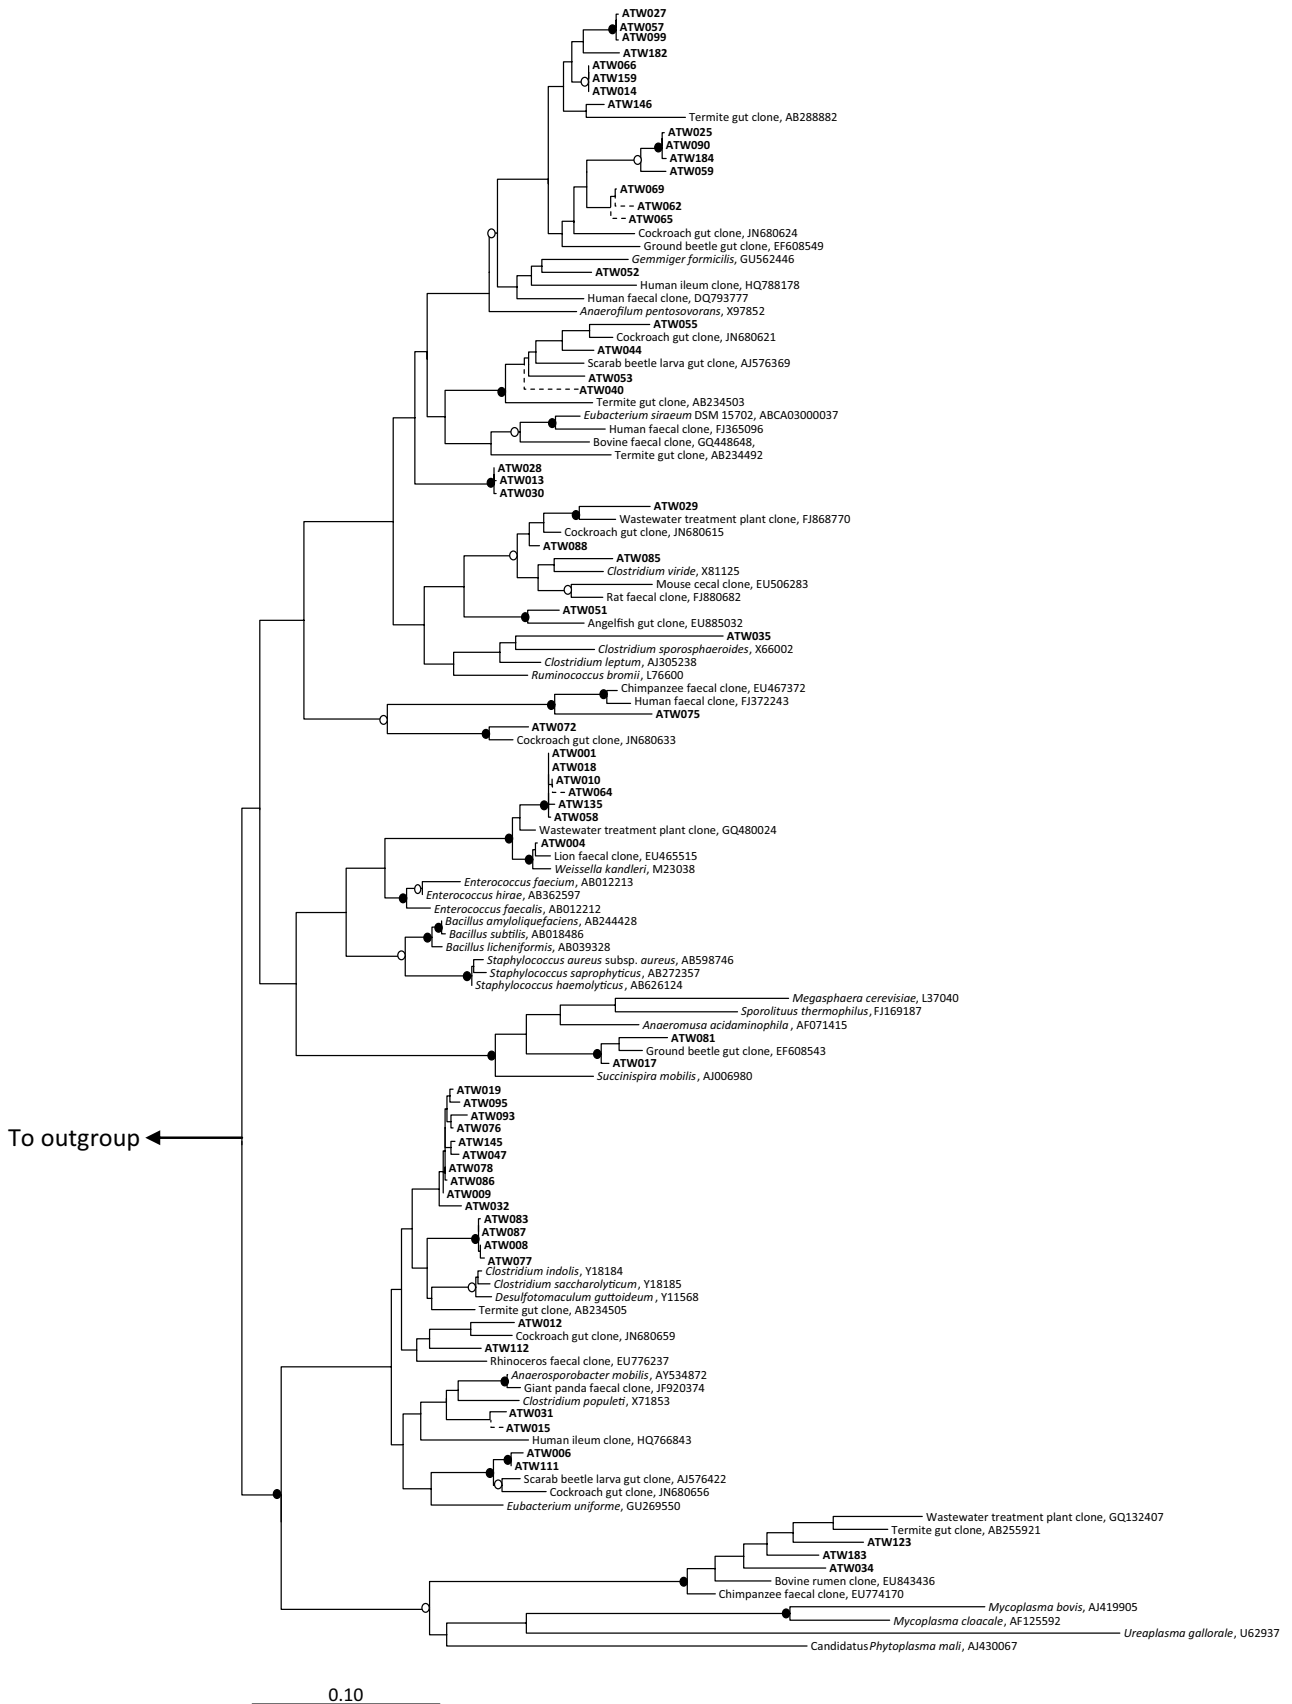 ATW027
ATW057
ATW099
ATW182
ATW066
ATW159
ATW014
ATW146
Termite gut clone, AB288882
ATW025
ATW090
ATW184
ATW059
ATW069
ATW062
ATW065
Cockroach gut clone, JN680624
Ground beetle gut clone, EF608549
Gemmiger formicilis, GU562446
ATW052
Human ileum clone, HQ788178
Human faecal clone, DQ793777
Anaerofilum pentosovorans, X97852
ATW055
Cockroach gut clone, JN680621
ATW044
Scarab beetle larva gut clone, AJ576369
ATW053
ATW040
Termite gut clone, AB234503
Eubacterium siraeum DSM 15702, ABCA03000037
Human faecal clone, FJ365096
Bovine faecal clone, GQ448648,
Termite gut clone, AB234492
ATW028
ATW013
ATW030
ATW029
Wastewater treatment plant clone, FJ868770
Cockroach gut clone, JN680615
ATW088
ATW085
Clostridium viride, X81125
Mouse cecal clone, EU506283
Rat faecal clone, FJ880682
ATW051
Angelfish gut clone, EU885032
ATW035
Clostridium sporosphaeroides, X66002
Clostridium leptum, AJ305238
Ruminococcus bromii, L76600
Chimpanzee faecal clone, EU467372
Human faecal clone, FJ372243
ATW075
ATW072
Cockroach gut clone, JN680633
ATW001
ATW018
ATW010
ATW064
ATW135
ATW058
Wastewater treatment plant clone, GQ480024
ATW004
Lion faecal clone, EU465515
Weissella kandleri, M23038
Enterococcus faecium, AB012213
Enterococcus hirae, AB362597
Enterococcus faecalis, AB012212
Bacillus amyloliquefaciens, AB244428
Bacillus subtilis, AB018486
Bacillus licheniformis, AB039328
Staphylococcus aureus subsp. aureus, AB598746
Staphylococcus saprophyticus, AB272357
Staphylococcus haemolyticus, AB626124
Megasphaera cerevisiae, L37040
Sporolituus thermophilus, FJ169187
Anaeromusa acidaminophila, AF071415
ATW081
Ground beetle gut clone, EF608543
ATW017
Succinispira mobilis, AJ006980
ATW019
ATW095
ATW093
ATW076
To outgroup
ATW145
ATW047
ATW078
ATW086
ATW009
ATW032
ATW083
ATW087
ATW008
ATW077
Clostridium indolis, Y18184
Clostridium saccharolyticum, Y18185
Desulfotomaculum guttoideum, Y11568
Termite gut clone, AB234505
ATW012
Cockroach gut clone, JN680659
ATW112
Rhinoceros faecal clone, EU776237
Anaerosporobacter mobilis, AY534872
Giant panda faecal clone, JF920374
Clostridium populeti, X71853
ATW031
ATW015
Human ileum clone, HQ766843
ATW006
ATW111
Scarab beetle larva gut clone, AJ576422
Cockroach gut clone, JN680656
Eubacterium uniforme, GU269550
Wastewater treatment plant clone, GQ132407
Termite gut clone, AB255921
ATW123
ATW183
ATW034
Bovine rumen clone, EU843436
Chimpanzee faecal clone, EU774170
Mycoplasma bovis, AJ419905
Mycoplasma cloacale, AF125592
Ureaplasma gallorale, U62937
Candidatus Phytoplasma mali, AJ430067
0.10